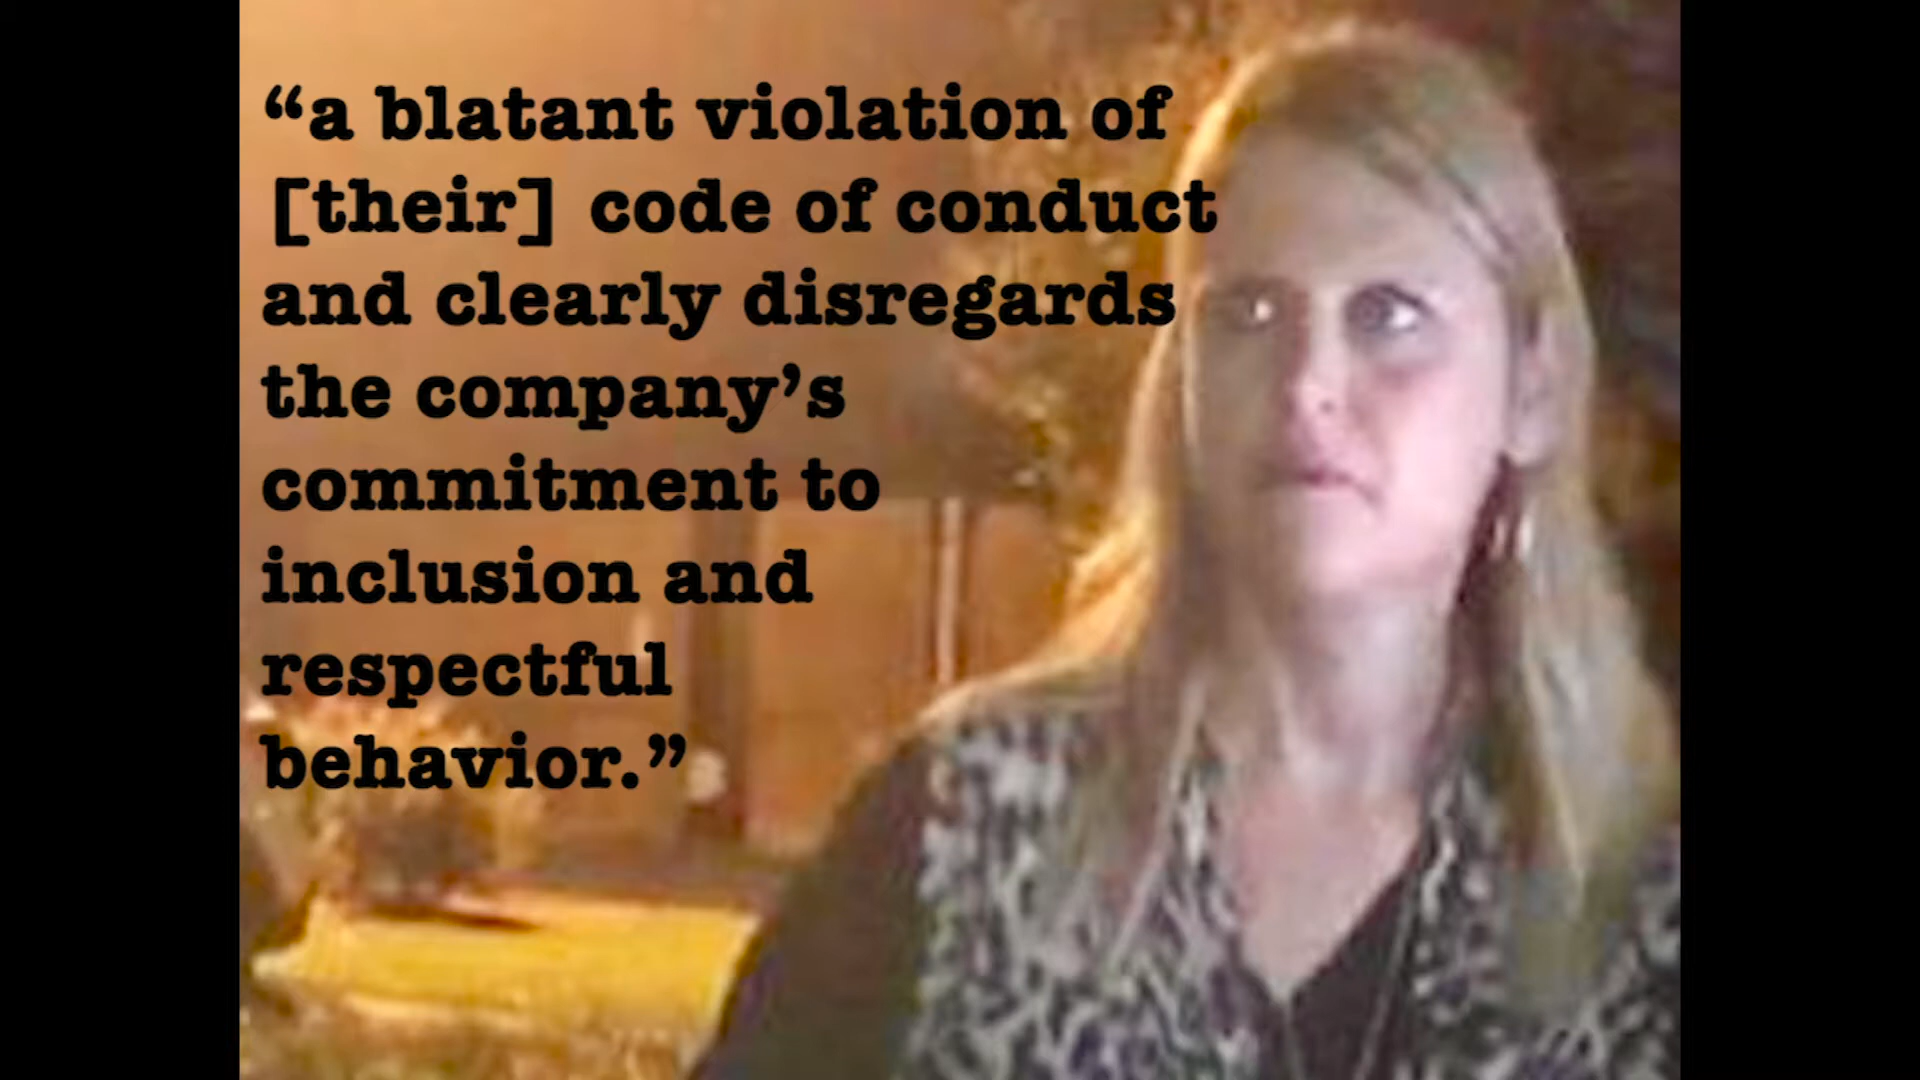 “a blatant violation of
[their] code of conduct
and clearly disregards
the company’s
commitment to
inclusion and
respectful
behavior.”